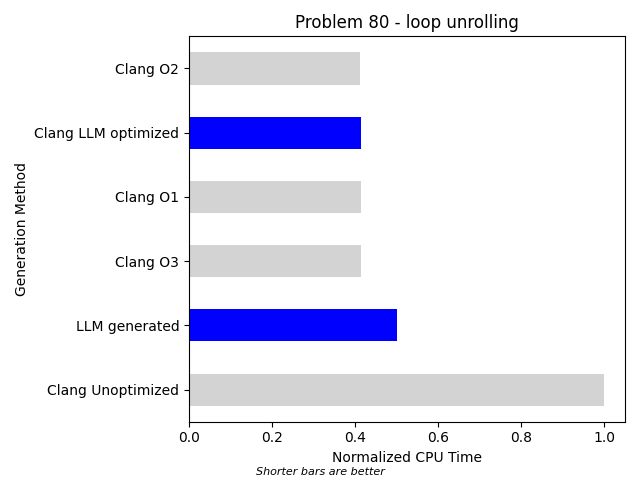 Problem 80 - loop unrolling
Generation Method
Clang O2
Clang LLM optimized
Clang O1
Clang O3
LLM generated
Clang Unoptimized
0.0 0.2 0.4 0.6 0.8 1.0
Normalized CPU Time
Shorter bars are better